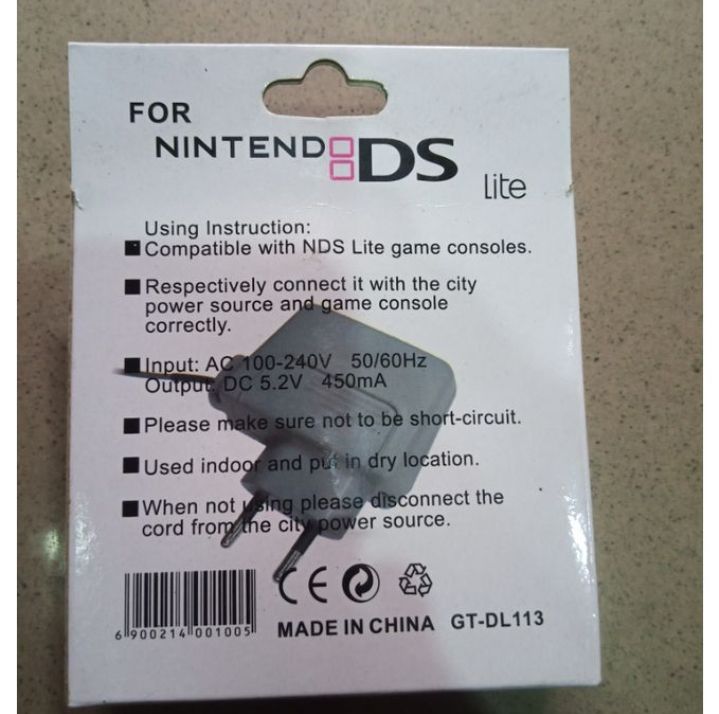 FOR
NINTENDO DS
lite
Using Instruction:
Compatible with NDS Lite game consoles.
Respectively connect it with the city
power source and game console
correctly.
Input: AC 100-240V 50/60Hz
Output: DC 5.2V 450mA
Please make sure not to be short-circuit.
Used indoor and put in dry location.
When not using please disconnect the
cord from the city power source.
CE
6 900214 001005
MADE IN CHINA GT-DL113